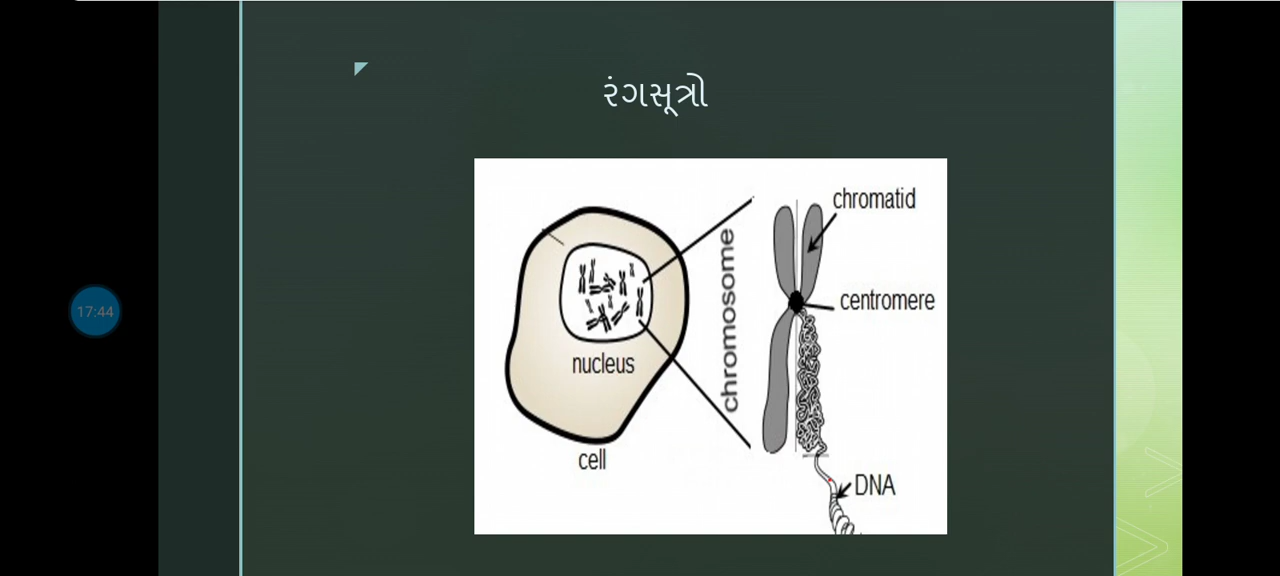 રંગસૂત્રો
17:44
chromatid
chromosome
centromere
nucleus
cell
DNA